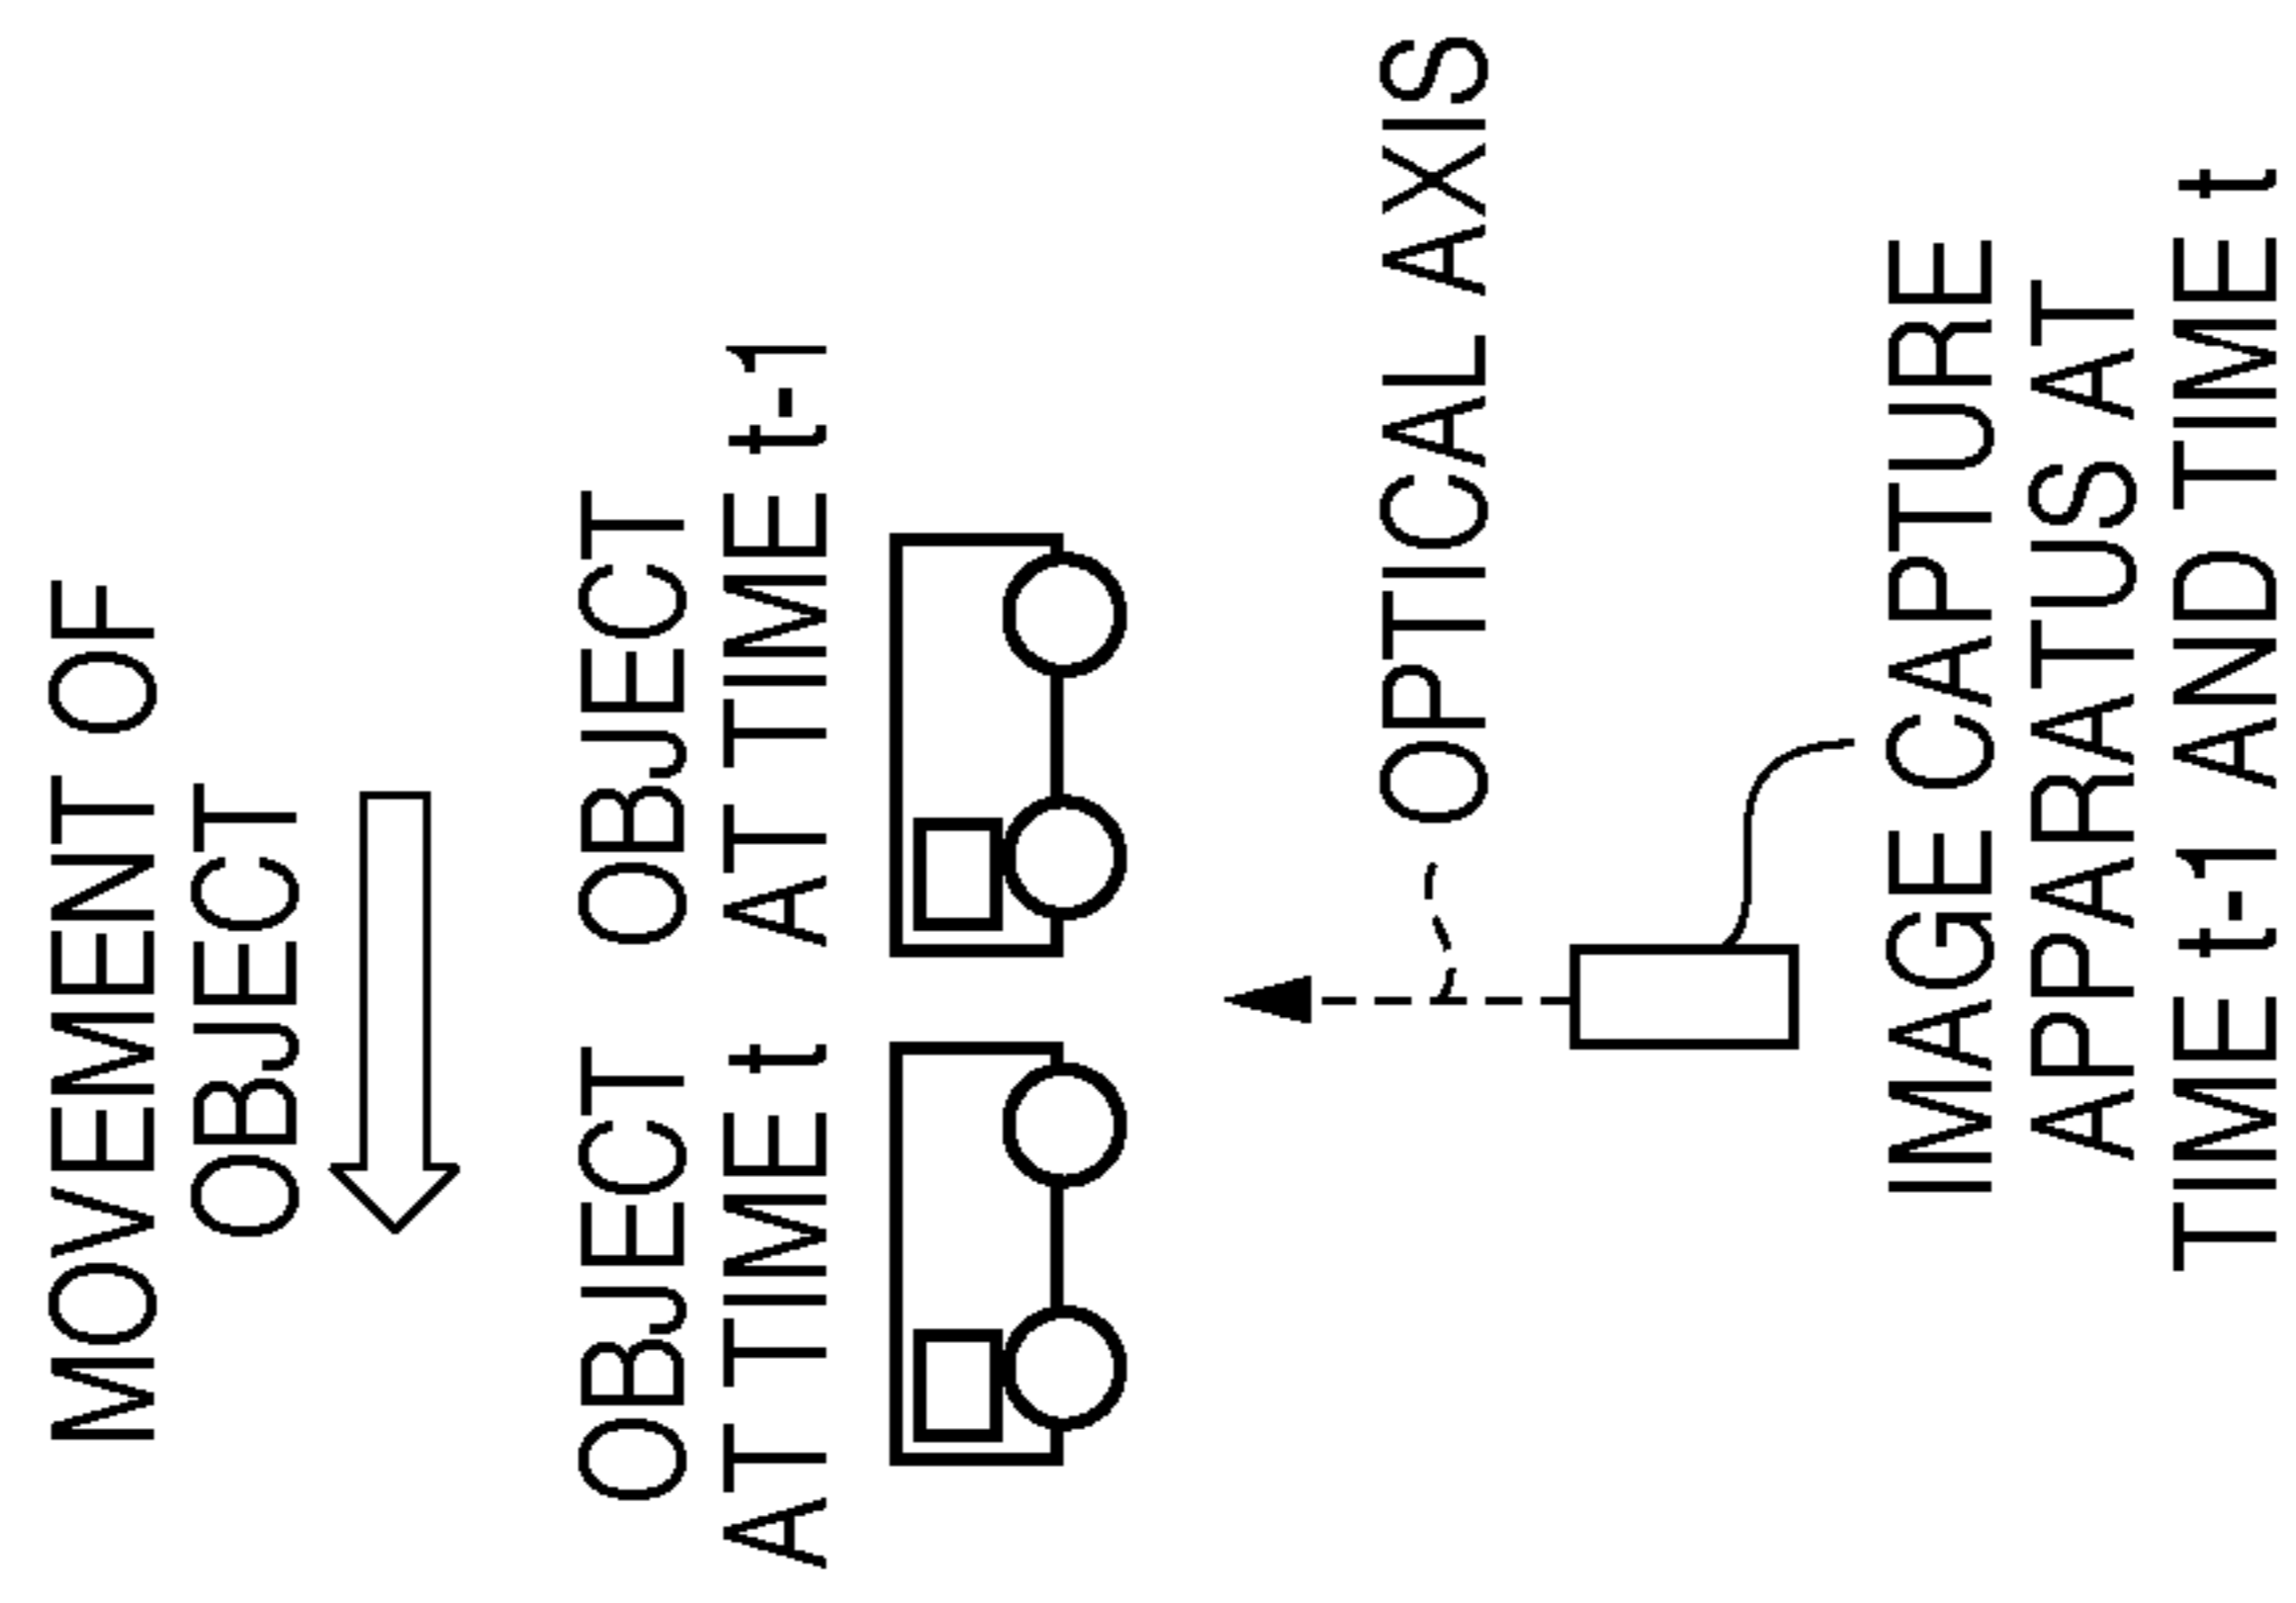 MOVEMENT OF
OBJECT
OBJECT
AT TIME t
OBJECT
AT TIME t-1
OPTICAL AXIS
IMAGE CAPTURE
APPARATUS AT
TIME t-1 AND TIME t